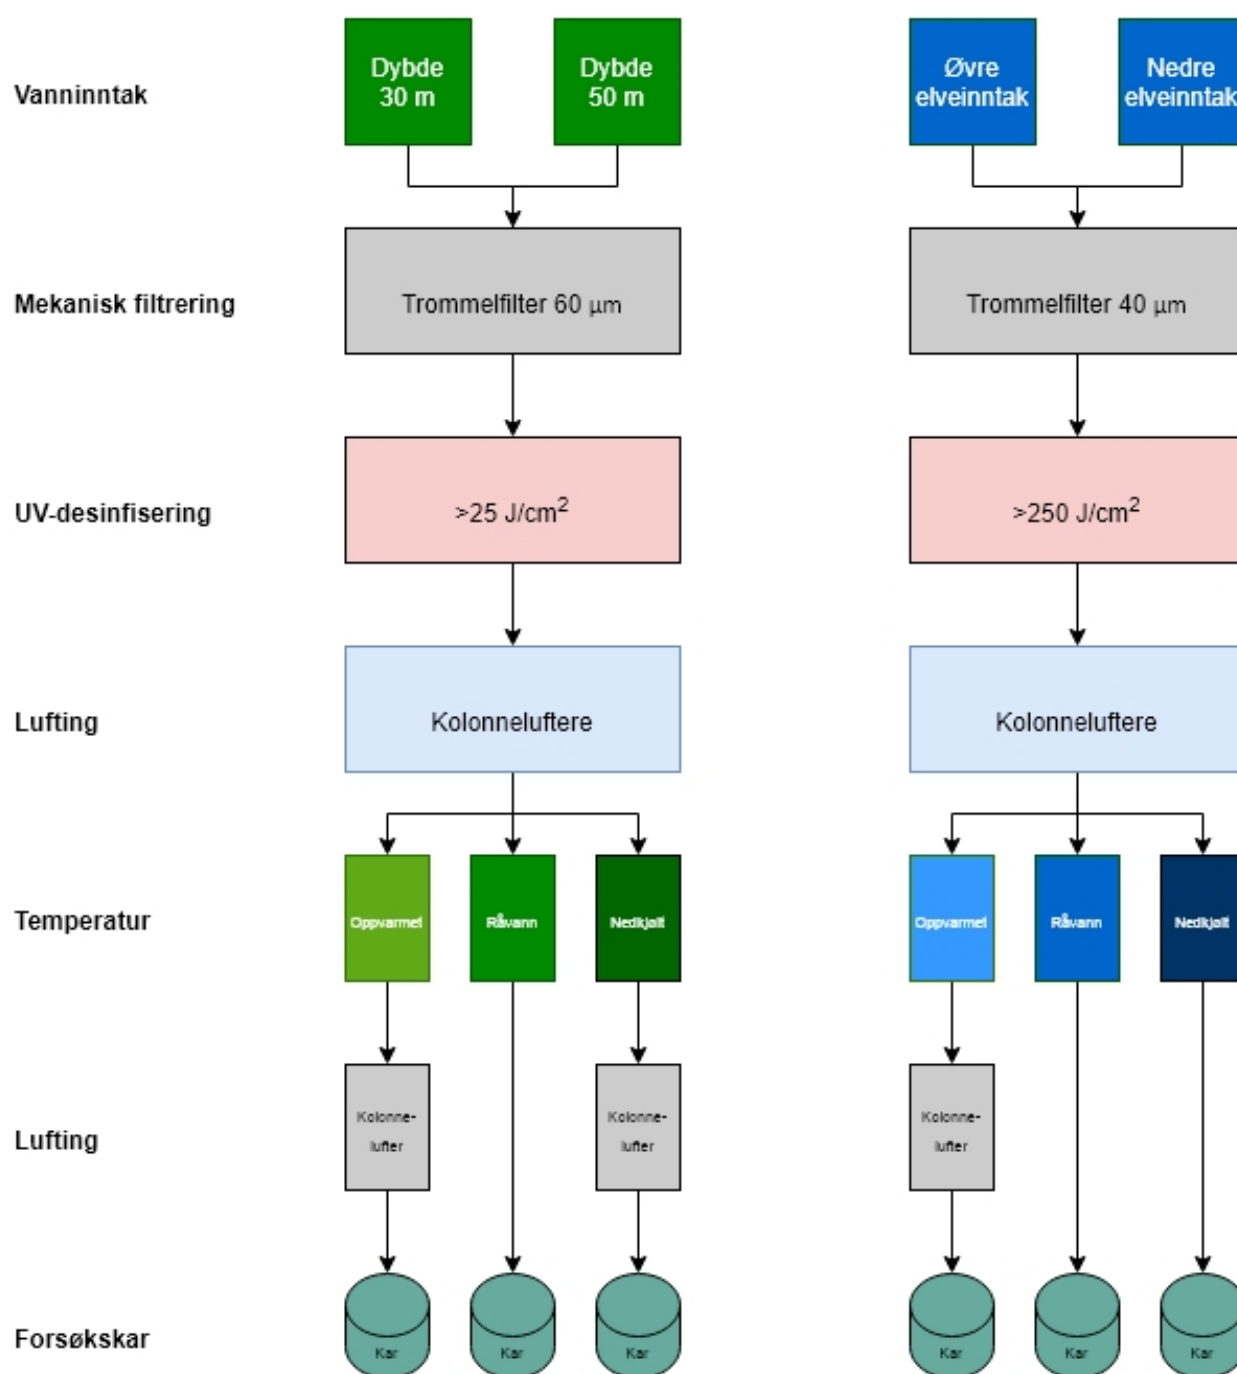 Vanninntak
Dybde
30 m
Dybde
50 m
Øvre
elveinntak
Nedre
elveinntak
Mekanisk filtrering
Trommelfilter 60 µm
Trommelfilter 40 µm
UV-desinfisering
>25 J/cm²
>250 J/cm²
Lufting
Kolonneluftere
Kolonneluftere
Temperatur
Oppvarmet
Råvann
Nedkjølt
Oppvarmet
Råvann
Nedkjølt
Lufting
Kolonne-
lufter
Kolonne-
lufter
Kolonne-
lufter
Forsøkskar
Kar
Kar
Kar
Kar
Kar
Kar